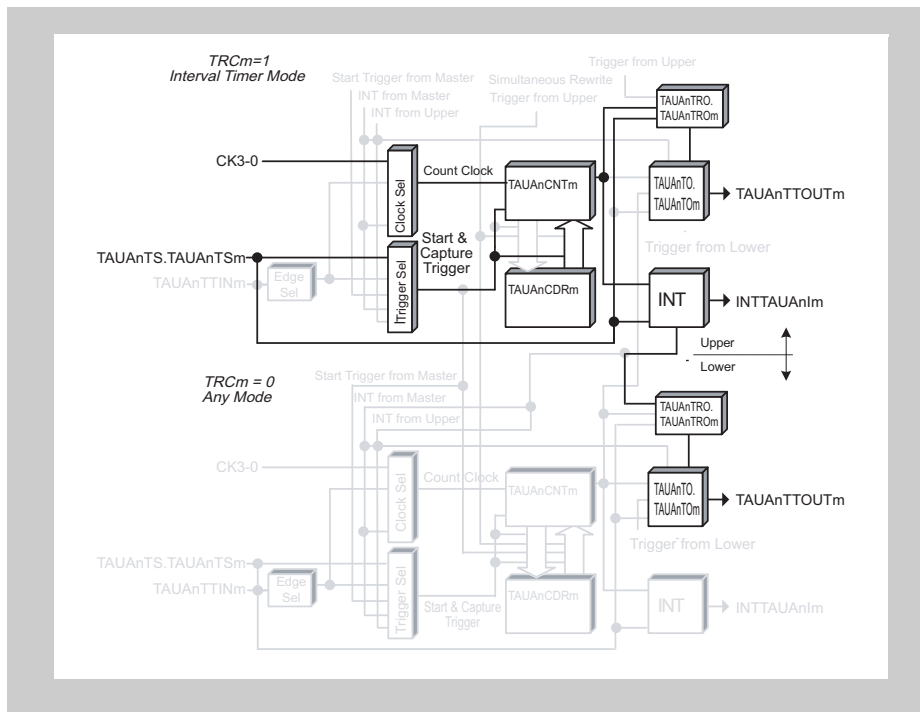 TRCm=1
Interval Timer Mode
Start Trigger from Master
INT from Master
INT from Upper
Simultaneous Rewrite
Trigger from Upper
Trigger from Upper
TAUAnTRO.
TAUAnTROm
CK3-0
Clock Sel
Count Clock
TAUAnCNTm
TAUAnTO.
TAUAnTOm
TAUAnTTOUTm
Trigger from Lower
TAUAnTS.TAUAnTSm
TAUAnTTINm
Edge
Sel
Trigger Sel
Start &
Capture
Trigger
TAUAnCDRm
INT
INTTAUAnIm
Upper
Lower
TRCm = 0
Any Mode
Start Trigger from Master
INT from Master
INT from Upper
TAUAnTRO.
TAUAnTROm
CK3-0
Clock Sel
Count Clock
TAUAnCNTm
TAUAnTO.
TAUAnTOm
TAUAnTTOUTm
Trigger from Lower
TAUAnTS.TAUAnTSm
TAUAnTTINm
Edge
Sel
Trigger Sel
Start & Capture
Trigger
TAUAnCDRm
INT
INTTAUAnIm